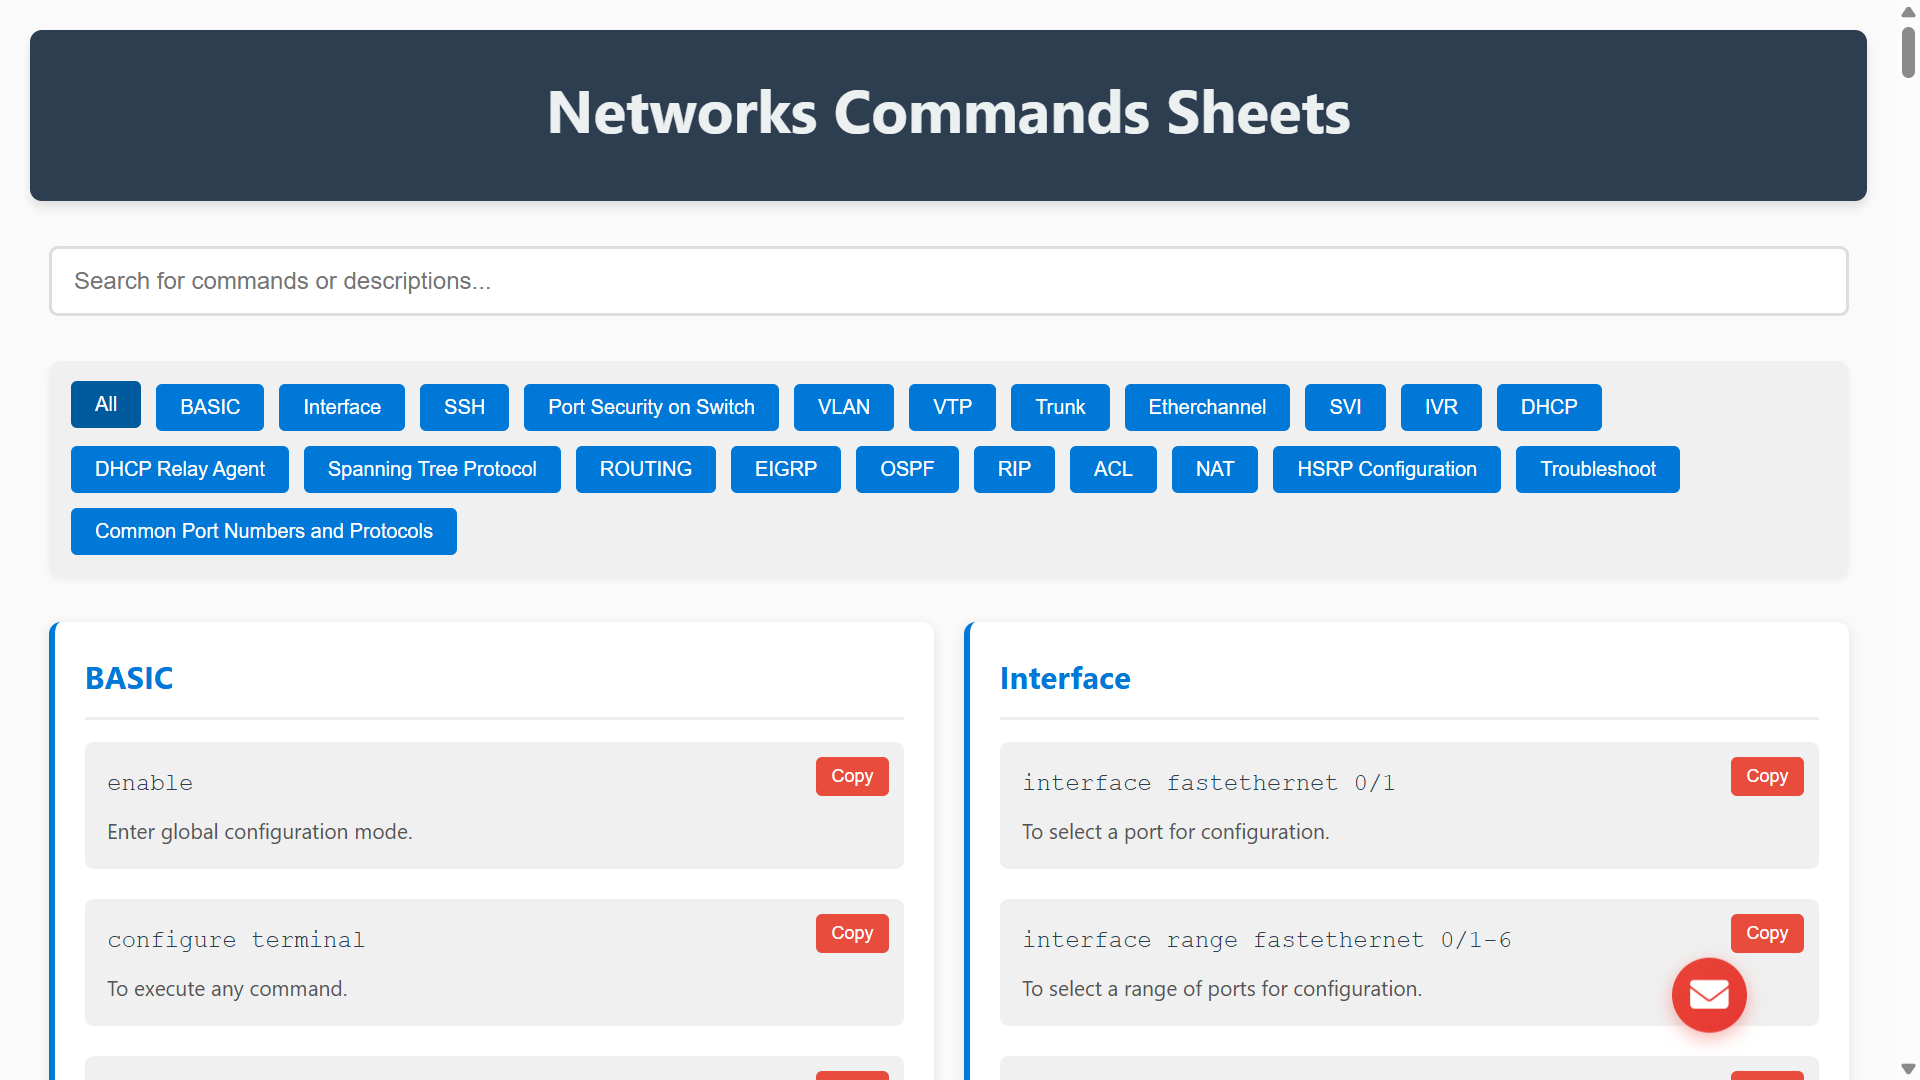 Networks Commands Sheets
Search for commands or descriptions...
All BASIC Interface SSH Port Security on Switch VLAN VTP Trunk Etherchannel SVI IVR DHCP
DHCP Relay Agent Spanning Tree Protocol ROUTING EIGRP OSPF RIP ACL NAT HSRP Configuration Troubleshoot
Common Port Numbers and Protocols
BASIC
enable
Copy
Enter global configuration mode.
configure terminal
Copy
To execute any command.
Interface
interface fastethernet 0/1
Copy
To select a port for configuration.
interface range fastethernet 0/1-6
Copy
To select a range of ports for configuration.